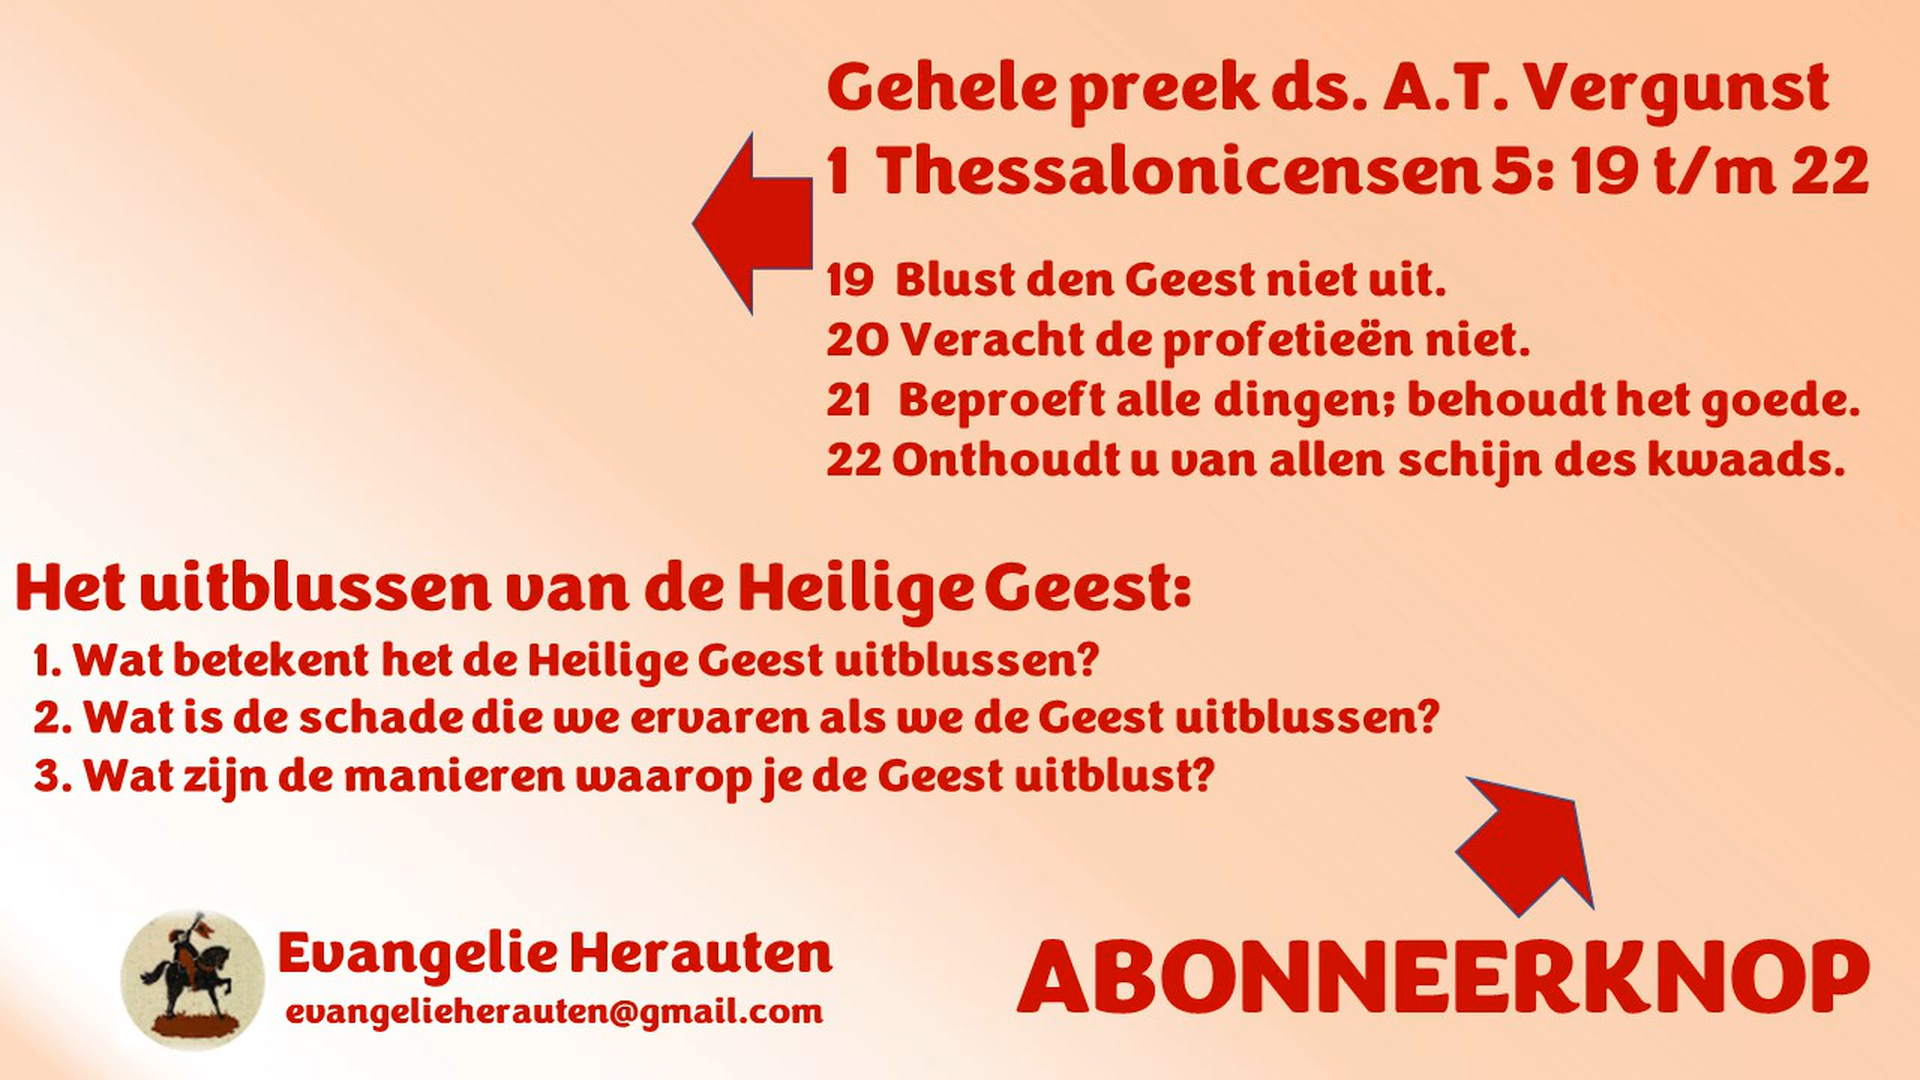 Gehele preek ds. A.T. Vergunst
1 Thessalonicensen 5: 19 t/m 22
19 Blust den Geest niet uit.
20 Veracht de profetieën niet.
21 Beproeft alle dingen; behoudt het goede.
22 Onthoudt u van allen schijn des kwaads.
Het uitblussen van de Heilige Geest:
1. Wat betekent het de Heilige Geest uitblussen?
2. Wat is de schade die we ervaren als we de Geest uitblussen?
3. Wat zijn de manieren waarop je de Geest uitblust?
Evangelie Herauten
evangelieherauten@gmail.com
ABONNEERKNOP